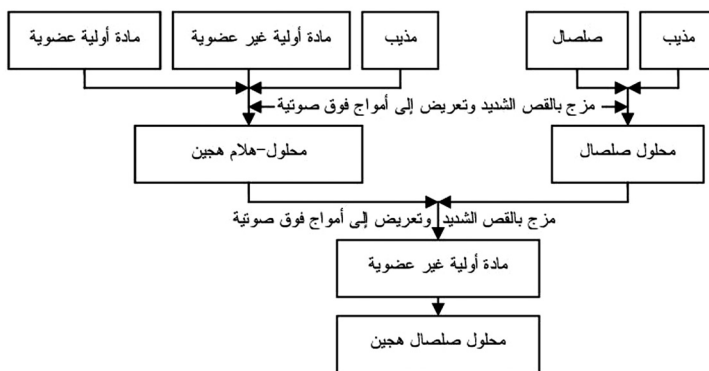 مذيب
صلصال
مذيب
مادة أولية غير عضوية
مادة أولية عضوية
مزج بالقص الشديد وتعريض إلى أمواج فوق صوتية
محلول صلصال
محلول-هلام هجين
مزج بالقص الشديد وتعريض إلى أمواج فوق صوتية
مادة أولية غير عضوية
محلول صلصال هجين